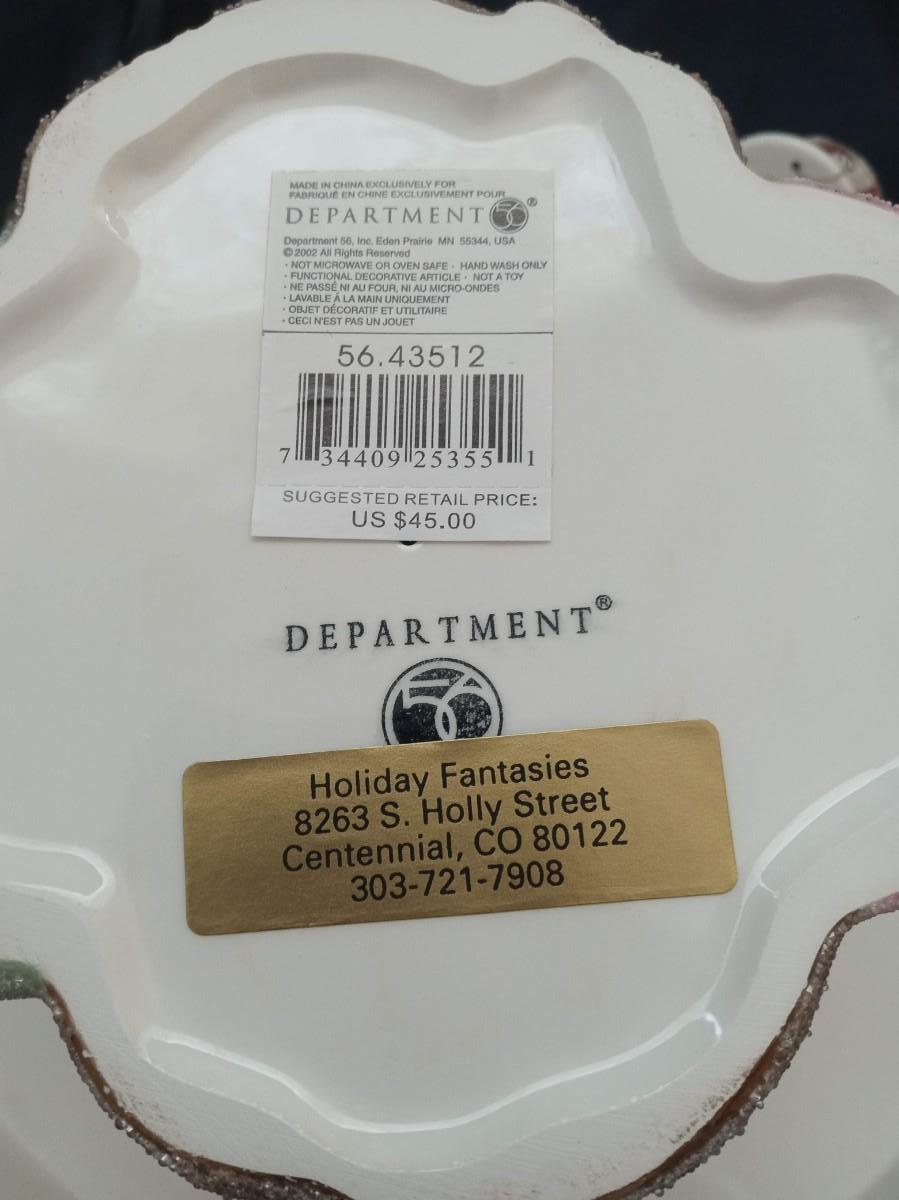 MADE IN CHINA EXCLUSIVELY FOR
FABRIQUÉ EN CHINE EXCLUSIVEMENT POUR
DEPARTMENT 56®
Department 56, Inc. Eden Prairie MN 55344, USA
©2002 All Rights Reserved
· NOT MICROWAVE OR OVEN SAFE · HAND WASH ONLY
· FUNCTIONAL DECORATIVE ARTICLE · NOT A TOY
· NE PASSÉ NI AU FOUR, NI AU MICRO-ONDES
· LAVABLE À LA MAIN UNIQUEMENT
· OBJET DÉCORATIF ET UTILITAIRE
· CECI N'EST PAS UN JOUET
56.43512
7 34409 25355 1
SUGGESTED RETAIL PRICE:
US $45.00
DEPARTMENT®
56
Holiday Fantasies
8263 S. Holly Street
Centennial, CO 80122
303-721-7908